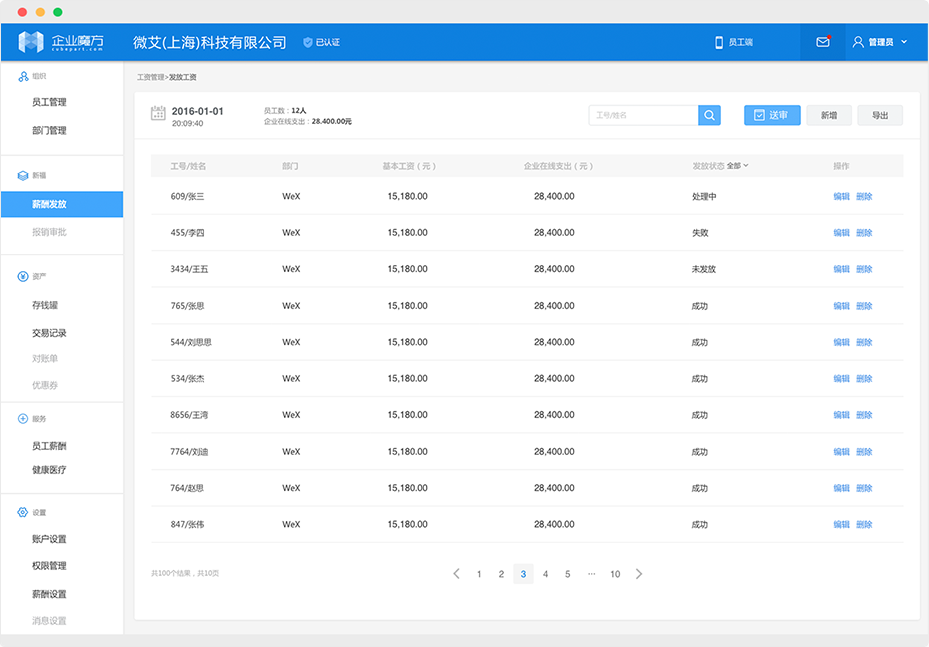 企业魔方
cubepart.com
微艾(上海)科技有限公司
已认证
员工端
管理员
组织
员工管理
部门管理
新福
薪酬发放
报销审批
资产
存钱罐
交易记录
对账单
优惠券
服务
员工薪酬
健康医疗
设置
账户设置
权限管理
薪酬设置
消息设置
工资管理>发放工资
2016-01-01
20:09:40
员工数：12人
企业在线支出：28.400.00元
工号/姓名
送审
新增
导出
工号/姓名 部门 基本工资（元） 企业在线支出（元） 发放状态 全部 操作
609/张三 WeX 15,180.00 28,400.00 处理中 编辑 删除
455/李四 WeX 15,180.00 28,400.00 失败 编辑 删除
3434/王五 WeX 15,180.00 28,400.00 未发放 编辑 删除
765/张思 WeX 15,180.00 28,400.00 成功 编辑 删除
544/刘思思 WeX 15,180.00 28,400.00 成功 编辑 删除
534/张杰 WeX 15,180.00 28,400.00 成功 编辑 删除
8656/王湾 WeX 15,180.00 28,400.00 成功 编辑 删除
7764/刘迪 WeX 15,180.00 28,400.00 成功 编辑 删除
764/赵思 WeX 15,180.00 28,400.00 成功 编辑 删除
847/张伟 WeX 15,180.00 28,400.00 成功 编辑 删除
共100个结果，共10页
1 2 3 4 5 ··· 10